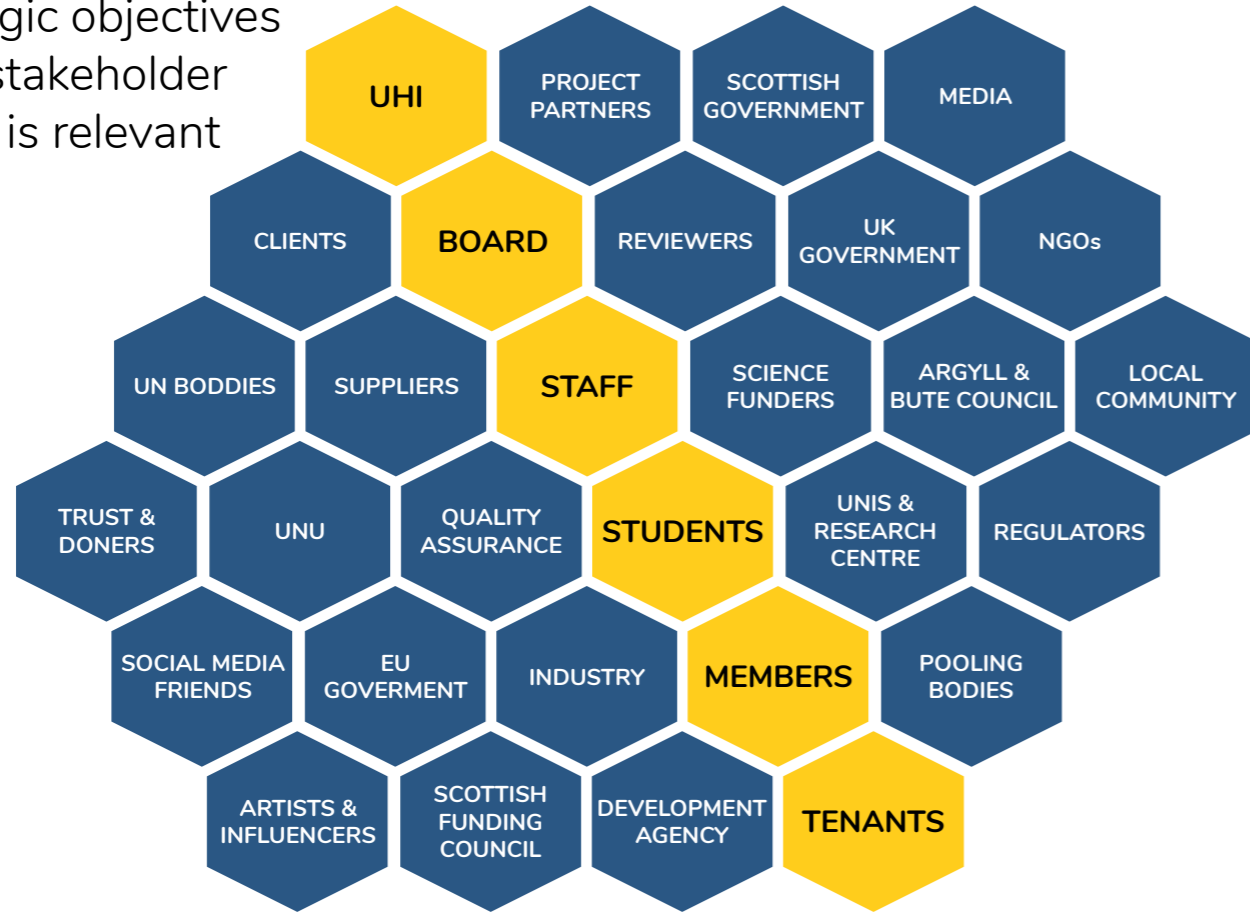 gic objectives
stakeholder
is relevant
UHI
PROJECT
PARTNERS
SCOTTISH
GOVERNMENT
MEDIA
CLIENTS
BOARD
REVIEWERS
UK
GOVERNMENT
NGOs
UN BODDIES
SUPPLIERS
STAFF
SCIENCE
FUNDERS
ARGYLL &
BUTE COUNCIL
LOCAL
COMMUNITY
TRUST &
DONERS
UNU
QUALITY
ASSURANCE
STUDENTS
UNIS &
RESEARCH
CENTRE
REGULATORS
SOCIAL MEDIA
FRIENDS
EU
GOVERMENT
INDUSTRY
MEMBERS
POOLING
BODIES
ARTISTS &
INFLUENCERS
SCOTTISH
FUNDING
COUNCIL
DEVELOPMENT
AGENCY
TENANTS